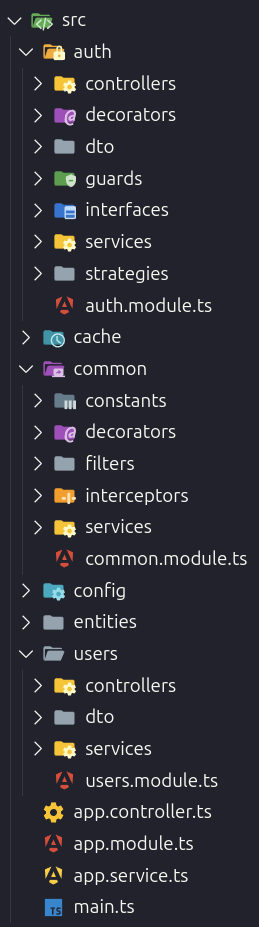 src
auth
controllers
decorators
dto
guards
interfaces
services
strategies
auth.module.ts
cache
common
constants
decorators
filters
interceptors
services
common.module.ts
config
entities
users
controllers
dto
services
users.module.ts
app.controller.ts
app.module.ts
app.service.ts
TS main.ts